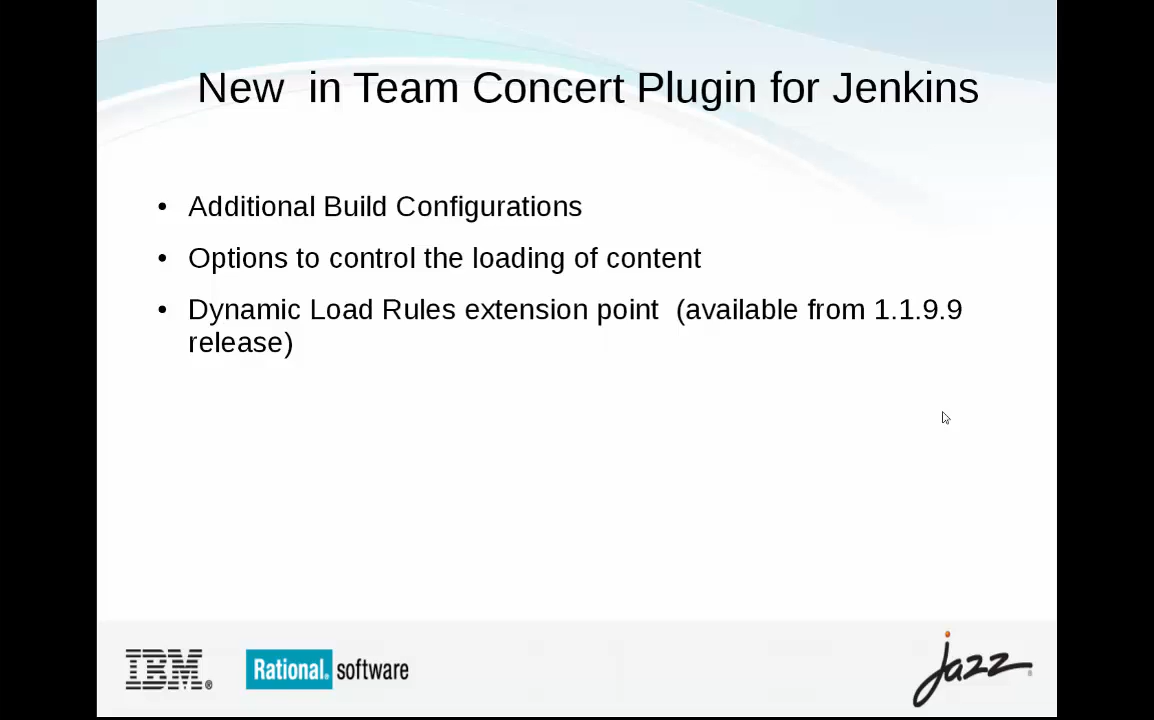 New  in Team Concert Plugin for Jenkins
• Additional Build Configurations
• Options to control the loading of content
• Dynamic Load Rules extension point  (available from 1.1.9.9
release)
IBM® Rational® software jazz®